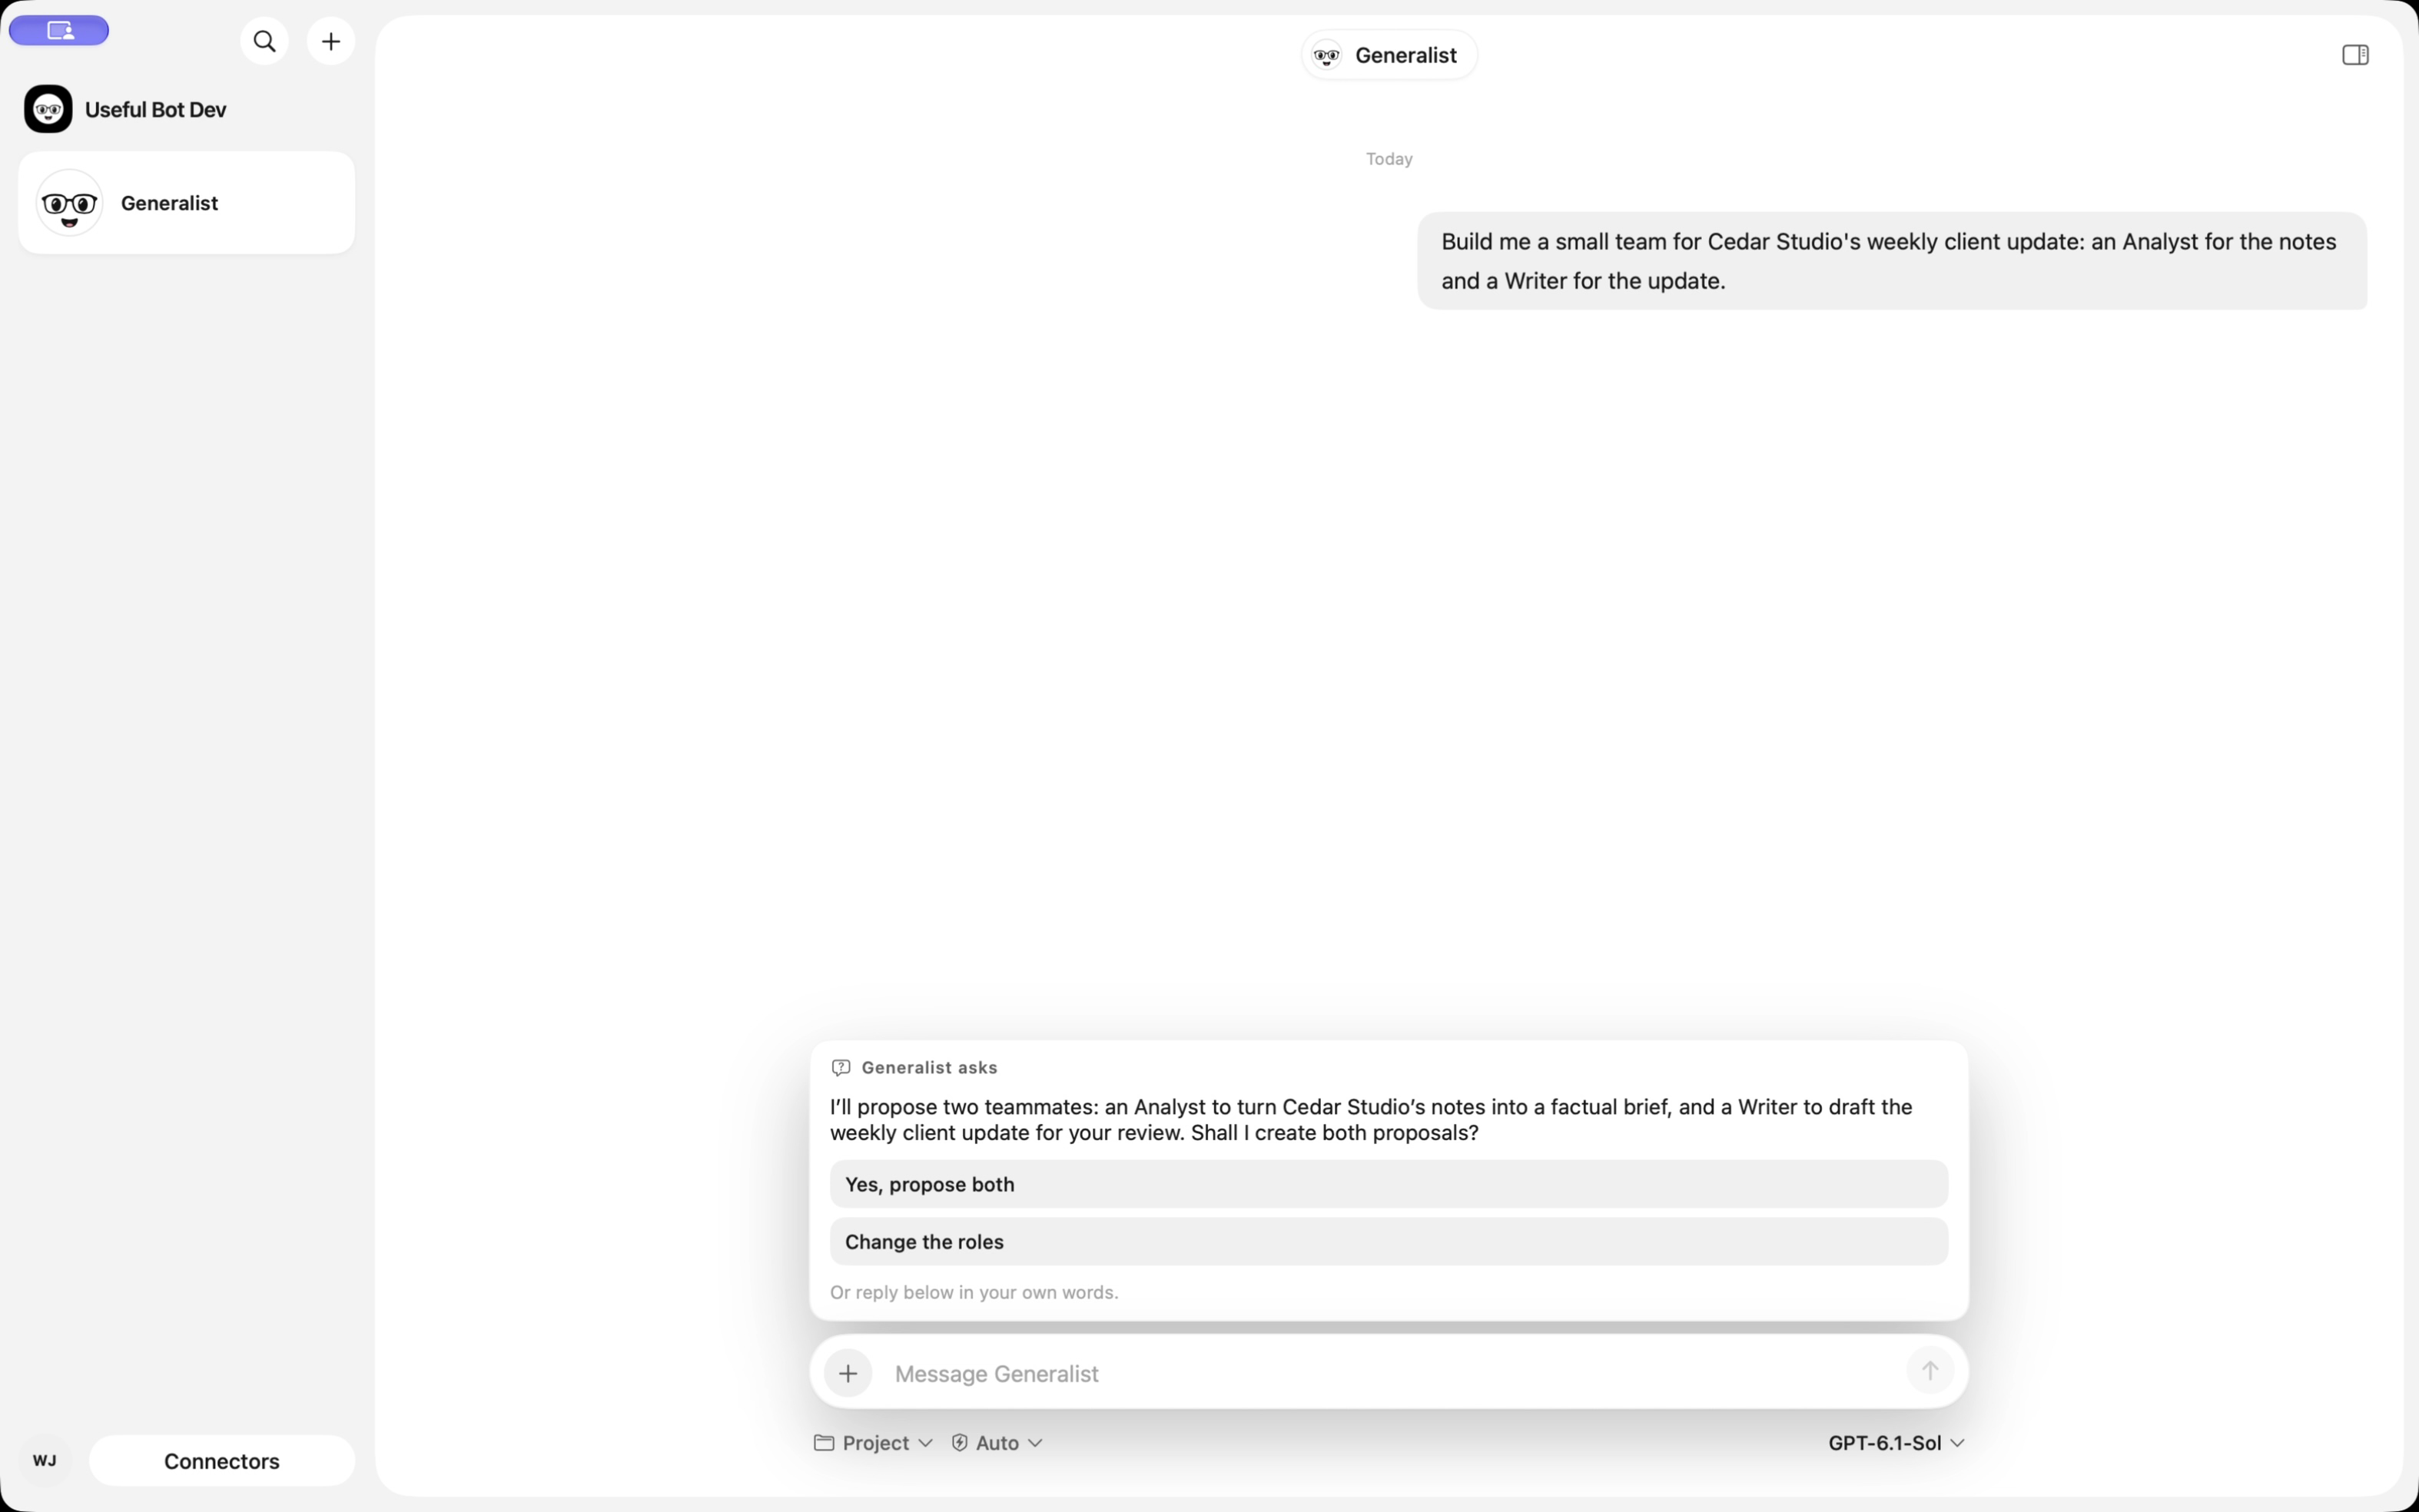 Useful Bot Dev
Generalist
Generalist
Today
Build me a small team for Cedar Studio's weekly client update: an Analyst for the notes
and a Writer for the update.
Generalist asks
I’ll propose two teammates: an Analyst to turn Cedar Studio’s notes into a factual brief, and a Writer to draft the
weekly client update for your review. Shall I create both proposals?
Yes, propose both
Change the roles
Or reply below in your own words.
Message Generalist
Project
Auto
GPT-6.1-Sol
WJ
Connectors